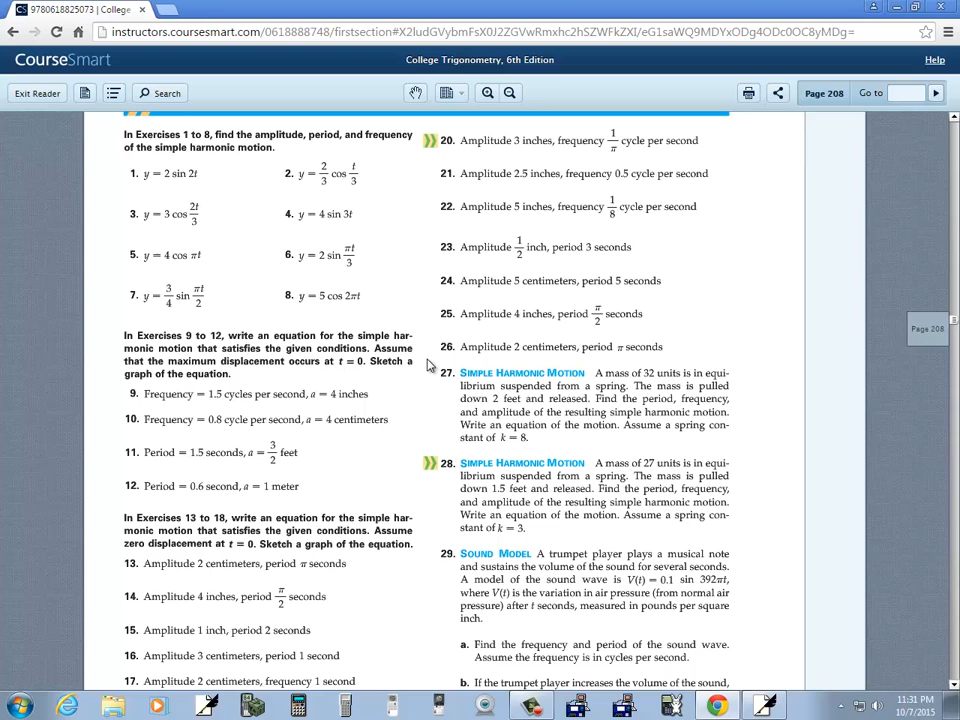 9780618825073 | College
instructors.coursesmart.com/0618888748/firstsection#X2ludGVybmFsX0J2ZGVwRmxhc2h2SZWFkZXI/eG1saWQ9MDYxODg4ODc0OC8yMDg=
CourseSmart
College Trigonometry, 6th Edition
Help
Exit Reader
Search
Page 208
Go to
In Exercises 1 to 8, find the amplitude, period, and frequency
of the simple harmonic motion.
1. y = 2 sin 2t
2. y = 2/3 cos t/3
3. y = 3 cos 2t/3
4. y = 4 sin 3t
5. y = 4 cos πt
6. y = 2 sin πt/3
7. y = 3/4 sin πt/2
8. y = 5 cos 2πt
In Exercises 9 to 12, write an equation for the simple har-
monic motion that satisfies the given conditions. Assume
that the maximum displacement occurs at t = 0. Sketch a
graph of the equation.
9. Frequency = 1.5 cycles per second, a = 4 inches
10. Frequency = 0.8 cycle per second, a = 4 centimeters
11. Period = 1.5 seconds, a = 3/2 feet
12. Period = 0.6 second, a = 1 meter
In Exercises 13 to 18, write an equation for the simple har-
monic motion that satisfies the given conditions. Assume
zero displacement at t = 0. Sketch a graph of the equation.
13. Amplitude 2 centimeters, period π seconds
14. Amplitude 4 inches, period π/2 seconds
15. Amplitude 1 inch, period 2 seconds
16. Amplitude 3 centimeters, period 1 second
17. Amplitude 2 centimeters, frequency 1 second
20. Amplitude 3 inches, frequency 1/π cycle per second
21. Amplitude 2.5 inches, frequency 0.5 cycle per second
22. Amplitude 5 inches, frequency 1/8 cycle per second
23. Amplitude 1/2 inch, period 3 seconds
24. Amplitude 5 centimeters, period 5 seconds
25. Amplitude 4 inches, period π/2 seconds
26. Amplitude 2 centimeters, period π seconds
27. SIMPLE HARMONIC MOTION A mass of 32 units is in equi-
librium suspended from a spring. The mass is pulled
down 2 feet and released. Find the period, frequency,
and amplitude of the resulting simple harmonic motion.
Write an equation of the motion. Assume a spring con-
stant of k = 8.
28. SIMPLE HARMONIC MOTION A mass of 27 units is in equi-
librium suspended from a spring. The mass is pulled
down 1.5 feet and released. Find the period, frequency,
and amplitude of the resulting simple harmonic motion.
Write an equation of the motion. Assume a spring con-
stant of k = 3.
29. SOUND MODEL A trumpet player plays a musical note
and sustains the volume of the sound for several seconds.
A model of the sound wave is V(t) = 0.1 sin 392πt,
where V(t) is the variation in air pressure (from normal air
pressure) after t seconds, measured in pounds per square
inch.
a. Find the frequency and period of the sound wave.
Assume the frequency is in cycles per second.
b. If the trumpet player increases the volume of the sound,
Page 208
11:31 PM
10/7/2015